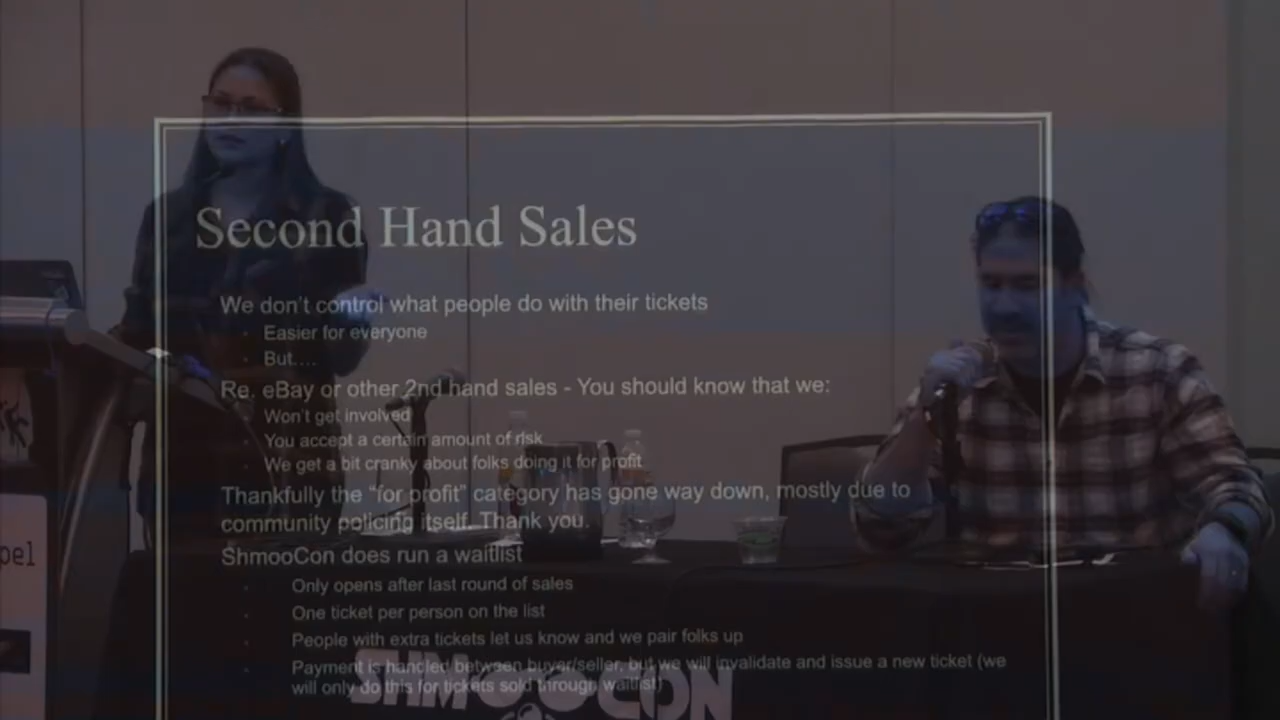 Second Hand Sales
We don't control what people do with their tickets
Easier for everyone
But....
Re. eBay or other 2nd hand sales - You should know that we:
Won't get involved
You accept a certain amount of risk
We get a bit cranky about folks doing it for profit
Thankfully the "for profit" category has gone way down, mostly due to
community policing itself. Thank you.
ShmooCon does run a waitlist
Only opens after last round of sales
One ticket per person on the list
People with extra tickets let us know and we pair folks up
Payment is handled between buyer/seller, but we will invalidate and issue a new ticket (we
will only do this for tickets sold through waitlist)
SHMOOCON
pel